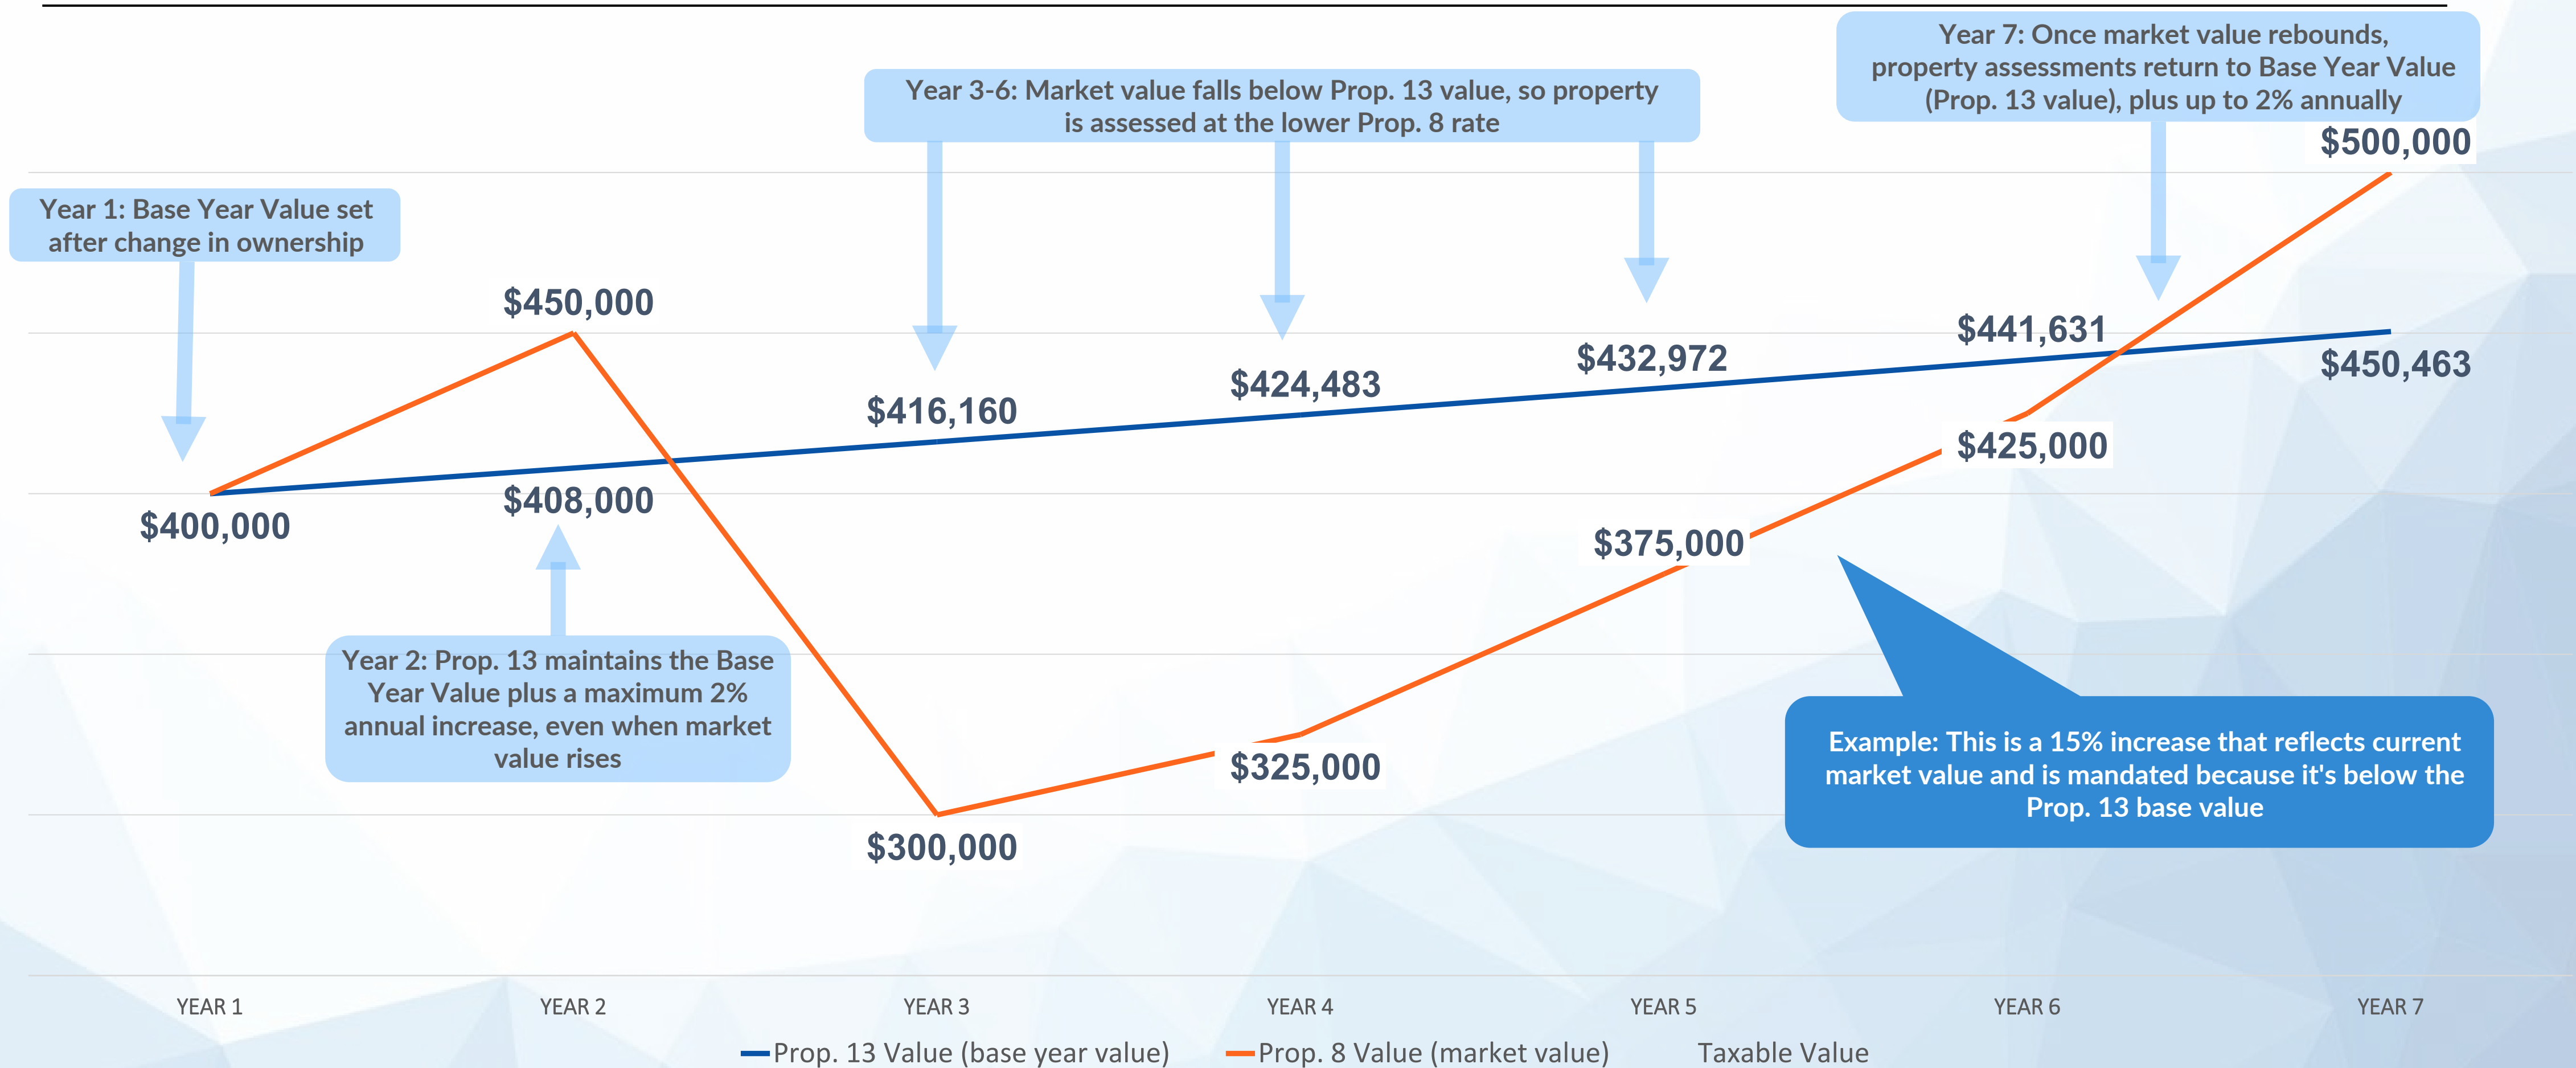 Year 7: Once market value rebounds,
property assessments return to Base Year Value
(Prop. 13 value), plus up to 2% annually
Year 3-6: Market value falls below Prop. 13 value, so property
is assessed at the lower Prop. 8 rate
Year 1: Base Year Value set
after change in ownership
$500,000
$450,000
$441,631
$432,972
$450,463
$424,483
$416,160
$425,000
$408,000
$400,000
$375,000
Year 2: Prop. 13 maintains the Base
Year Value plus a maximum 2%
annual increase, even when market
value rises
$325,000
Example: This is a 15% increase that reflects current
market value and is mandated because it's below the
Prop. 13 base value
$300,000
YEAR 1
YEAR 2
YEAR 3
YEAR 4
YEAR 5
YEAR 6
YEAR 7
Prop. 13 Value (base year value)
Prop. 8 Value (market value)
Taxable Value